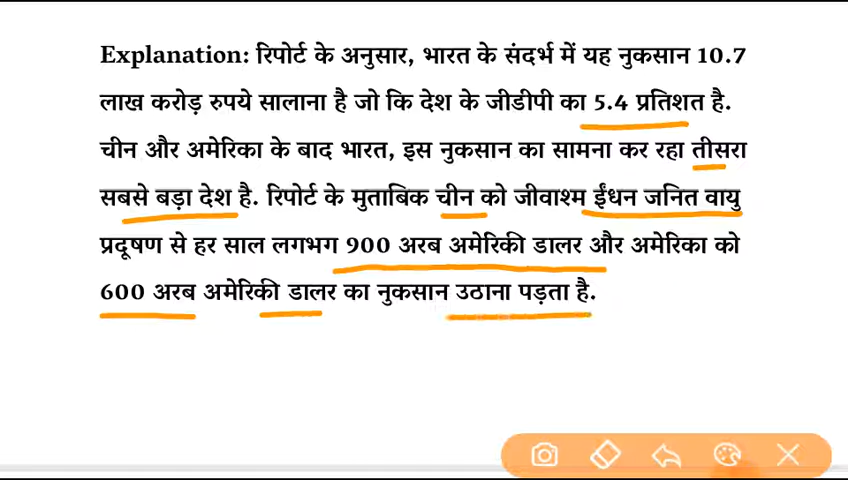 Explanation: रिपोर्ट के अनुसार, भारत के संदर्भ में यह नुकसान 10.7
लाख करोड़ रुपये सालाना है जो कि देश के जीडीपी का 5.4 प्रतिशत है.
चीन और अमेरिका के बाद भारत, इस नुकसान का सामना कर रहा तीसरा
सबसे बड़ा देश है. रिपोर्ट के मुताबिक चीन को जीवाश्म ईंधन जनित वायु
प्रदूषण से हर साल लगभग 900 अरब अमेरिकी डालर और अमेरिका को
600 अरब अमेरिकी डालर का नुकसान उठाना पड़ता है.